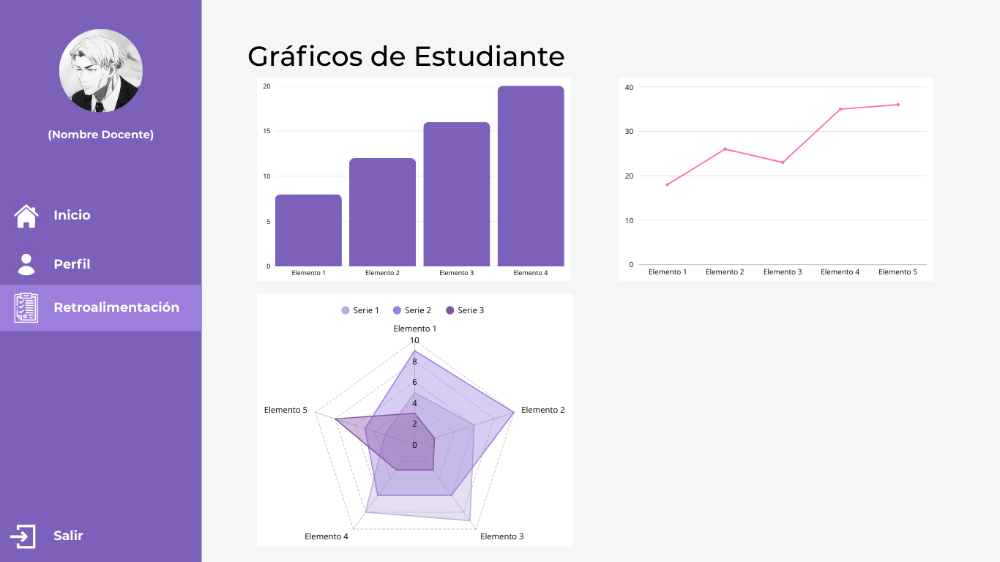 (Nombre Docente)
Inicio
Perfil
Retroalimentación
Salir
Gráficos de Estudiante
20
15
10
5
0
Elemento 1 Elemento 2 Elemento 3 Elemento 4
40
30
20
10
0
Elemento 1 Elemento 2 Elemento 3 Elemento 4 Elemento 5
Serie 1 Serie 2 Serie 3
Elemento 1
10
8
6
4
Elemento 5 Elemento 2
2
0
Elemento 4 Elemento 3